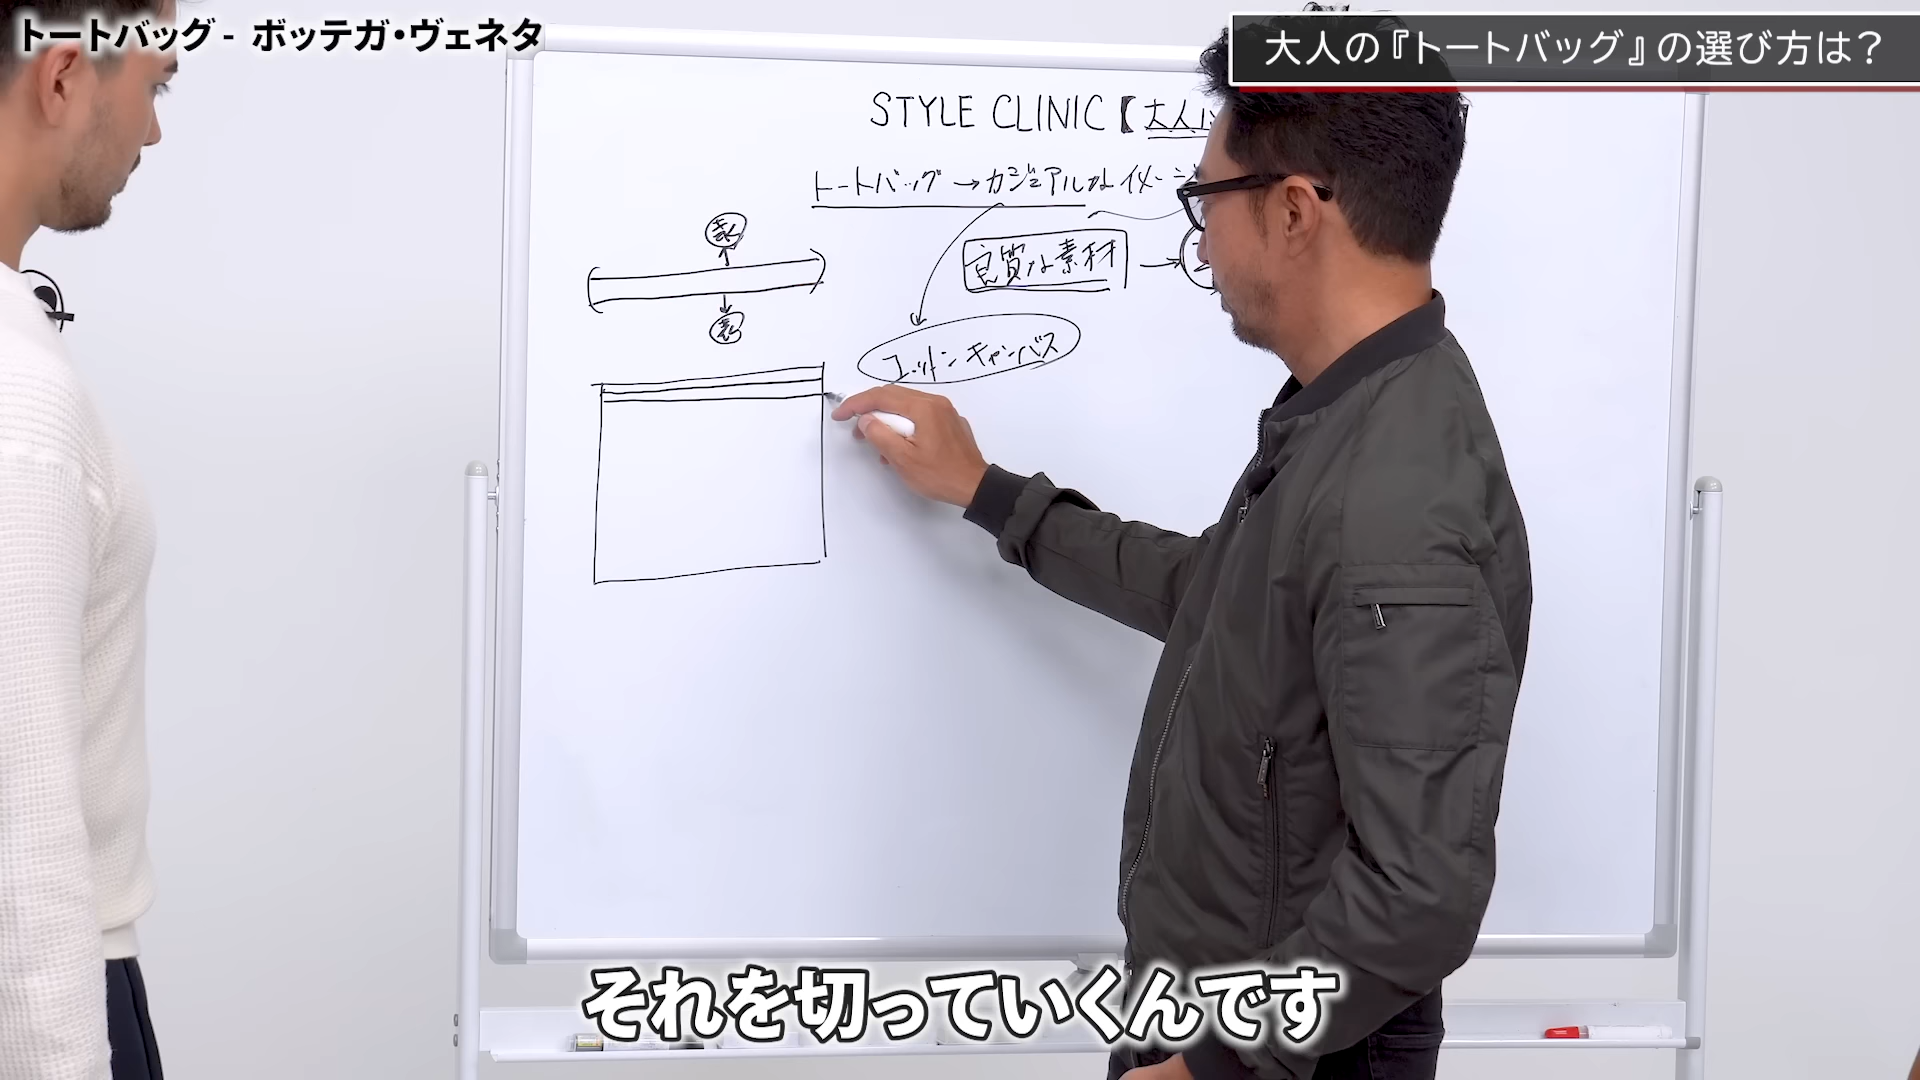 トートバッグ - ボッテガ・ヴェネタ
大人の『トートバッグ』の選び方は？
STYLE CLINIC【大人
トートバッグ→カジュアルなイメージ
良質な素材→
コットンキャンバス
それを切っていくんです